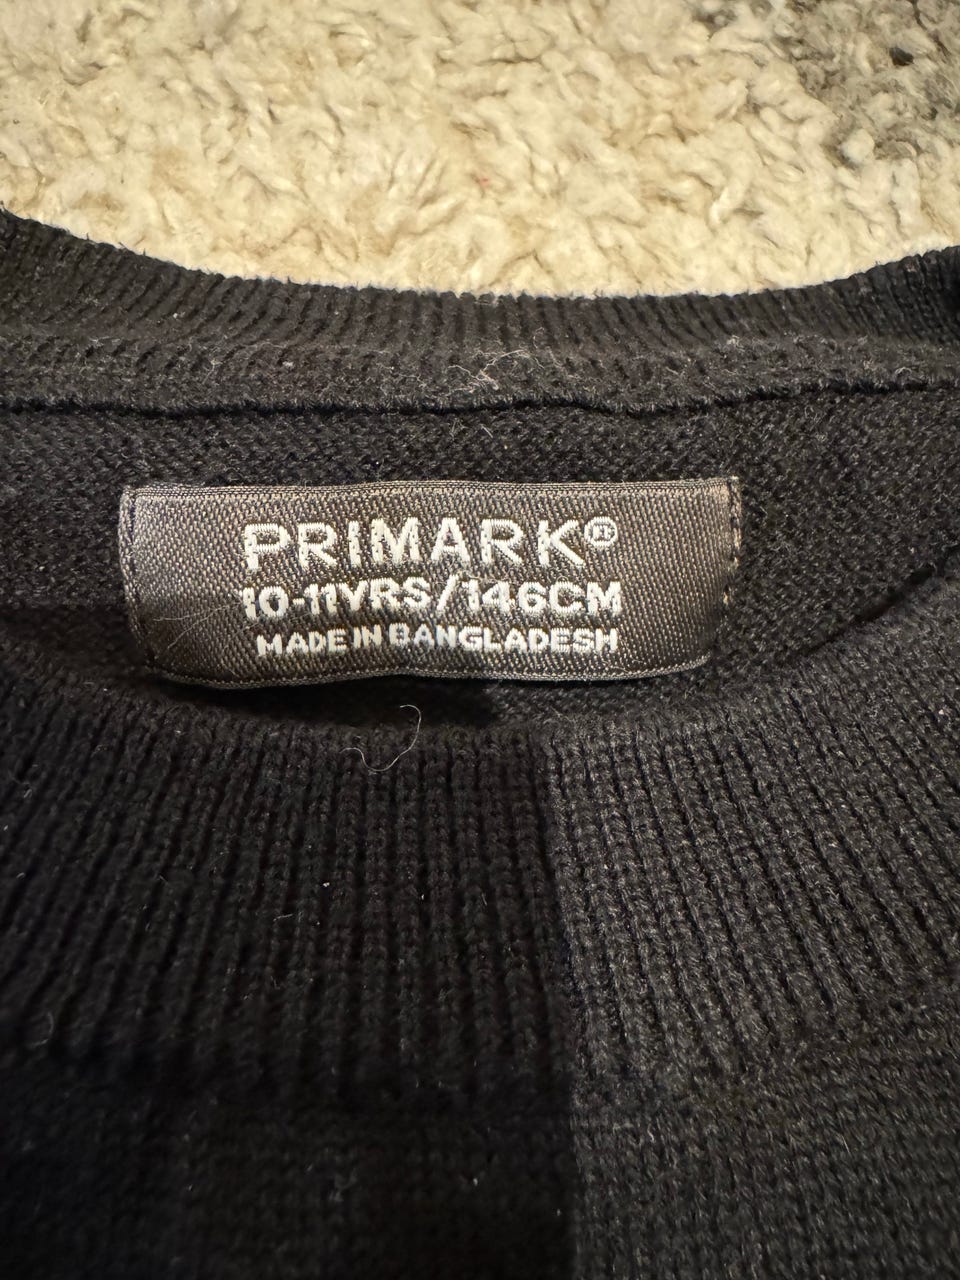 PRIMARK®
10-11YRS/146CM
MADE IN BANGLADESH